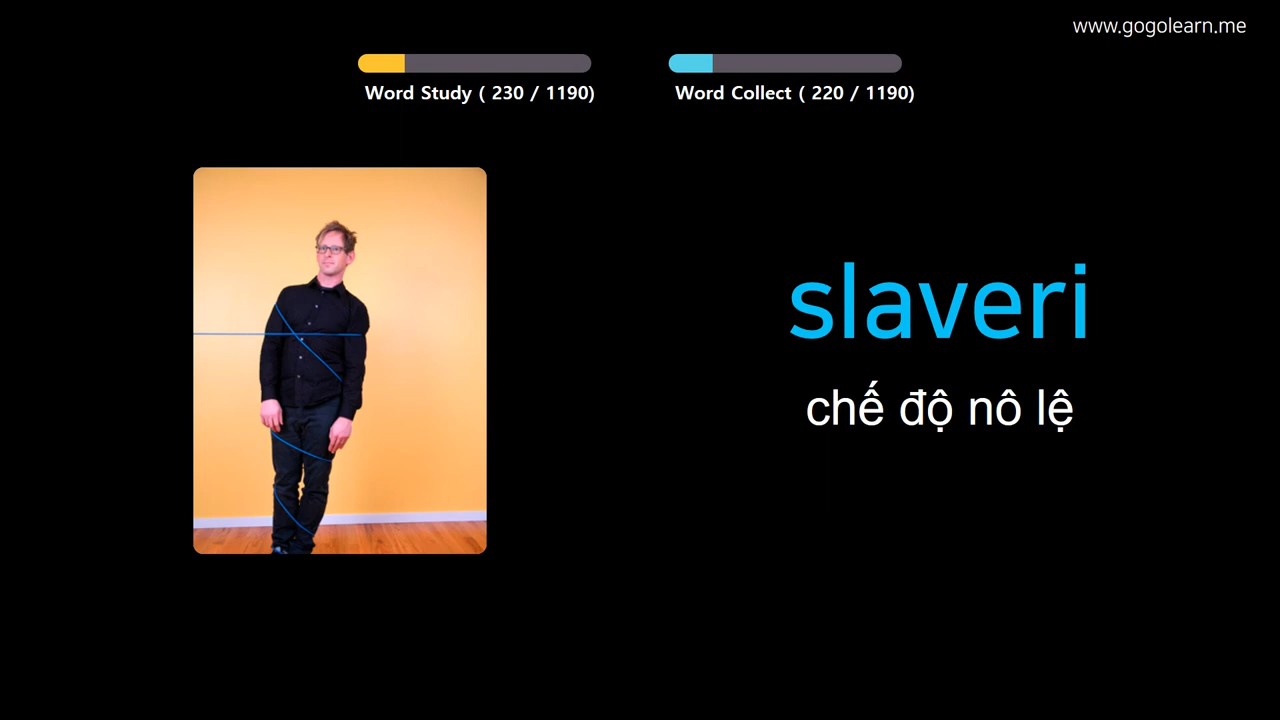 www.gogolearn.me
Word Study ( 230 / 1190)
Word Collect ( 220 / 1190)
slaveri
chế độ nô lệ